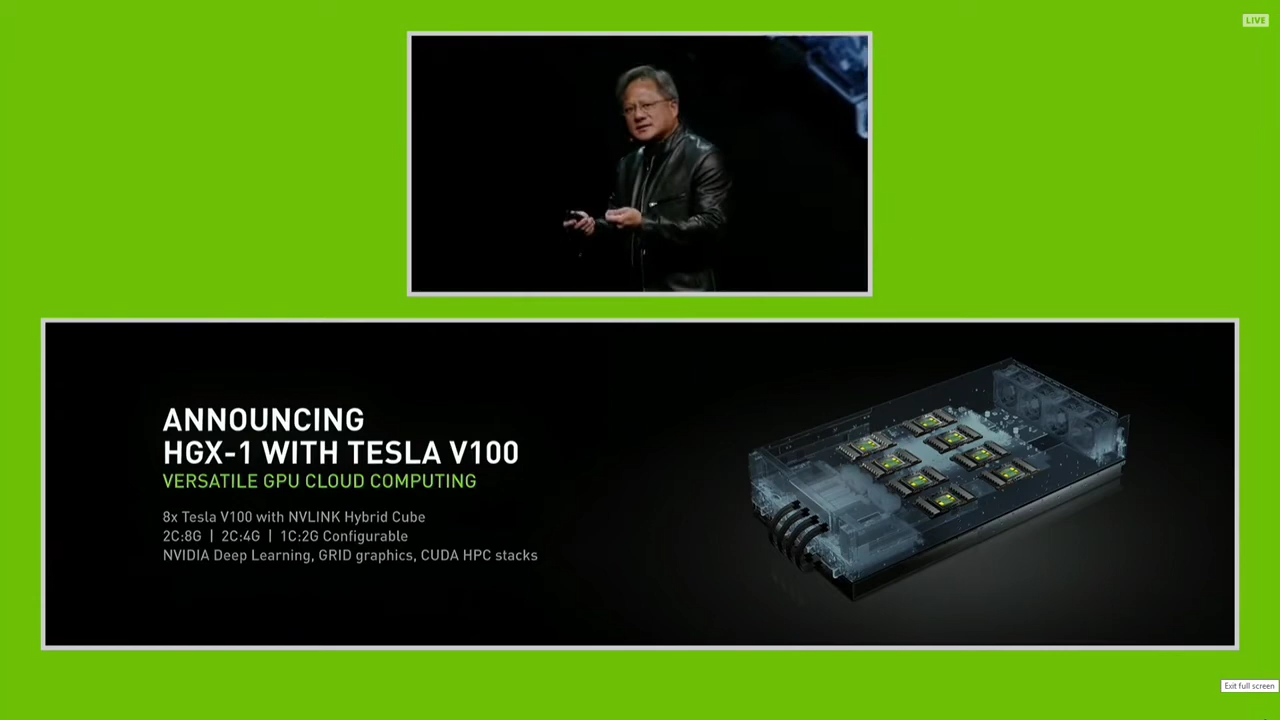 LIVE
ANNOUNCING
HGX-1 WITH TESLA V100
VERSATILE GPU CLOUD COMPUTING
8x Tesla V100 with NVLINK Hybrid Cube
2C:8G | 2C:4G | 1C:2G Configurable
NVIDIA Deep Learning, GRID graphics, CUDA HPC stacks
Exit full screen